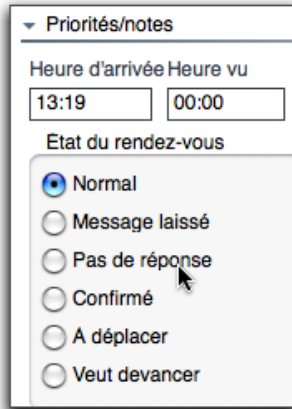 Priorités/notes
Heure d'arrivée Heure vu
13:19 00:00
Etat du rendez-vous
Normal
Message laissé
Pas de réponse
Confirmé
A déplacer
Veut devancer